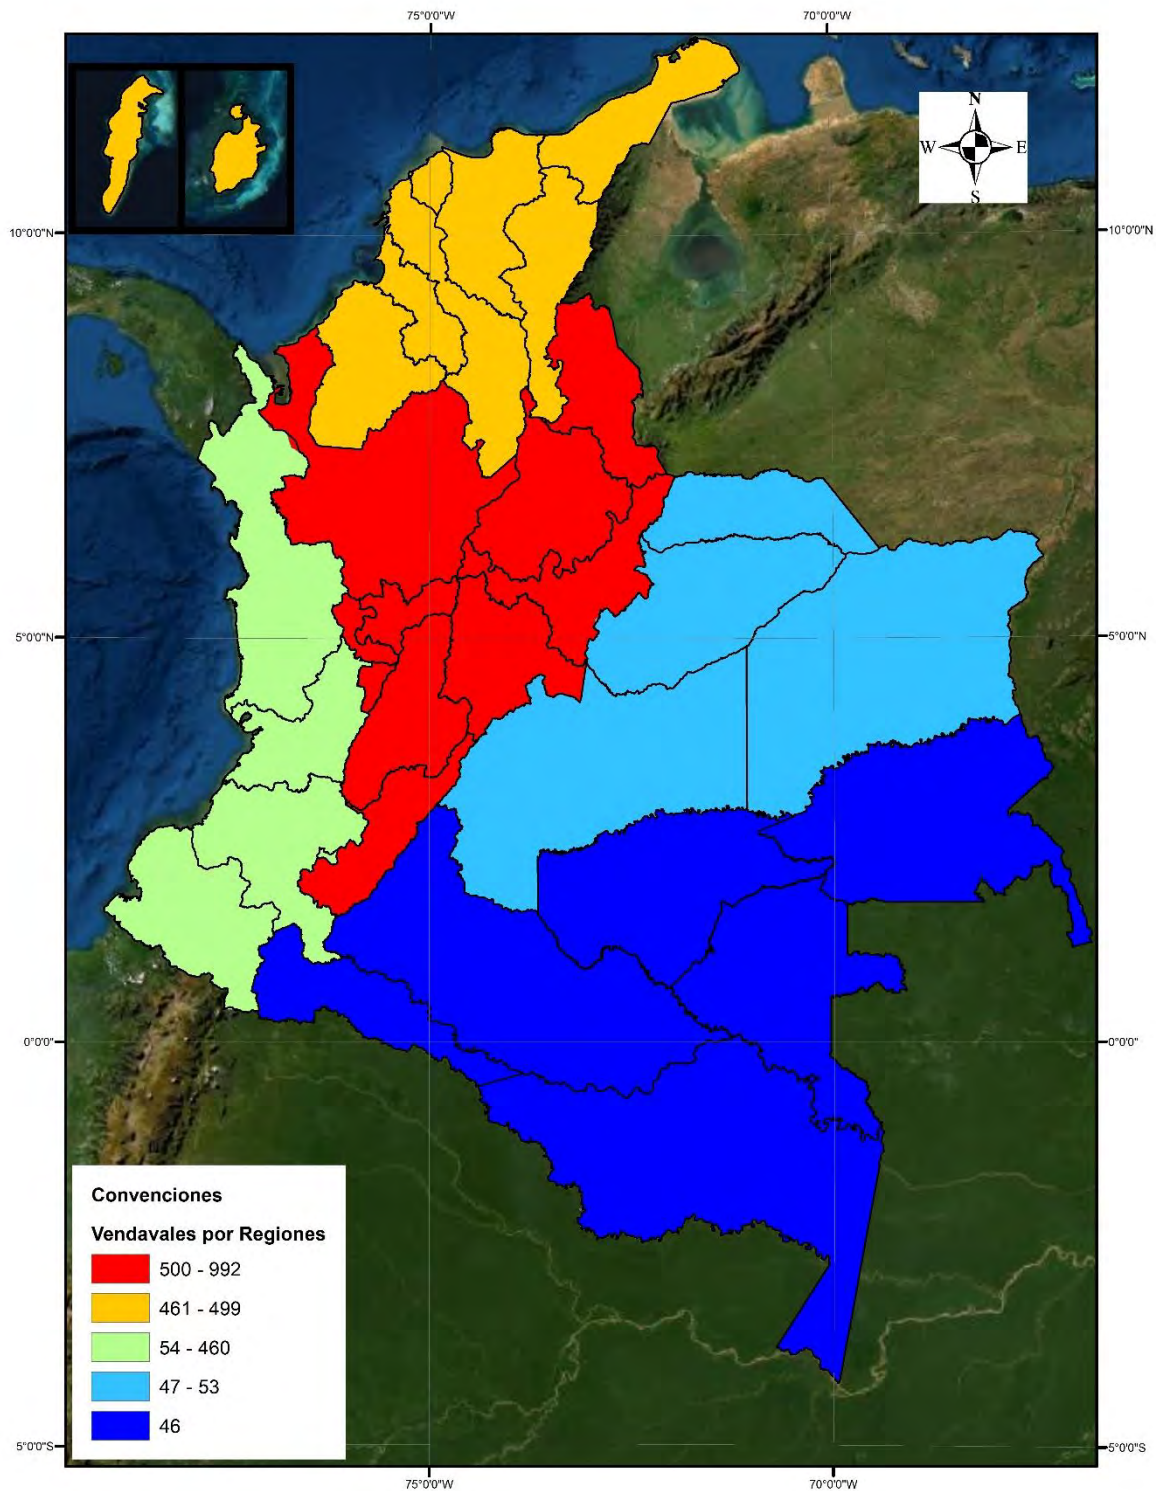 75°0'0"W 70°0'0"W
N
W E
S
10°0'0"N 10°0'0"N
5°0'0"N 5°0'0"N
0°0'0" 0°0'0"
Convenciones
Vendavales por Regiones
500 - 992
461 - 499
54 - 460
47 - 53
46
5°0'0"S 5°0'0"S
75°0'0"W 70°0'0"W